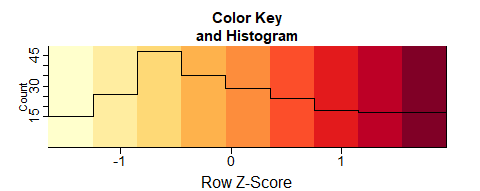 Color Key
and Histogram
Count
45
30
15
-1 0 1
Row Z-Score